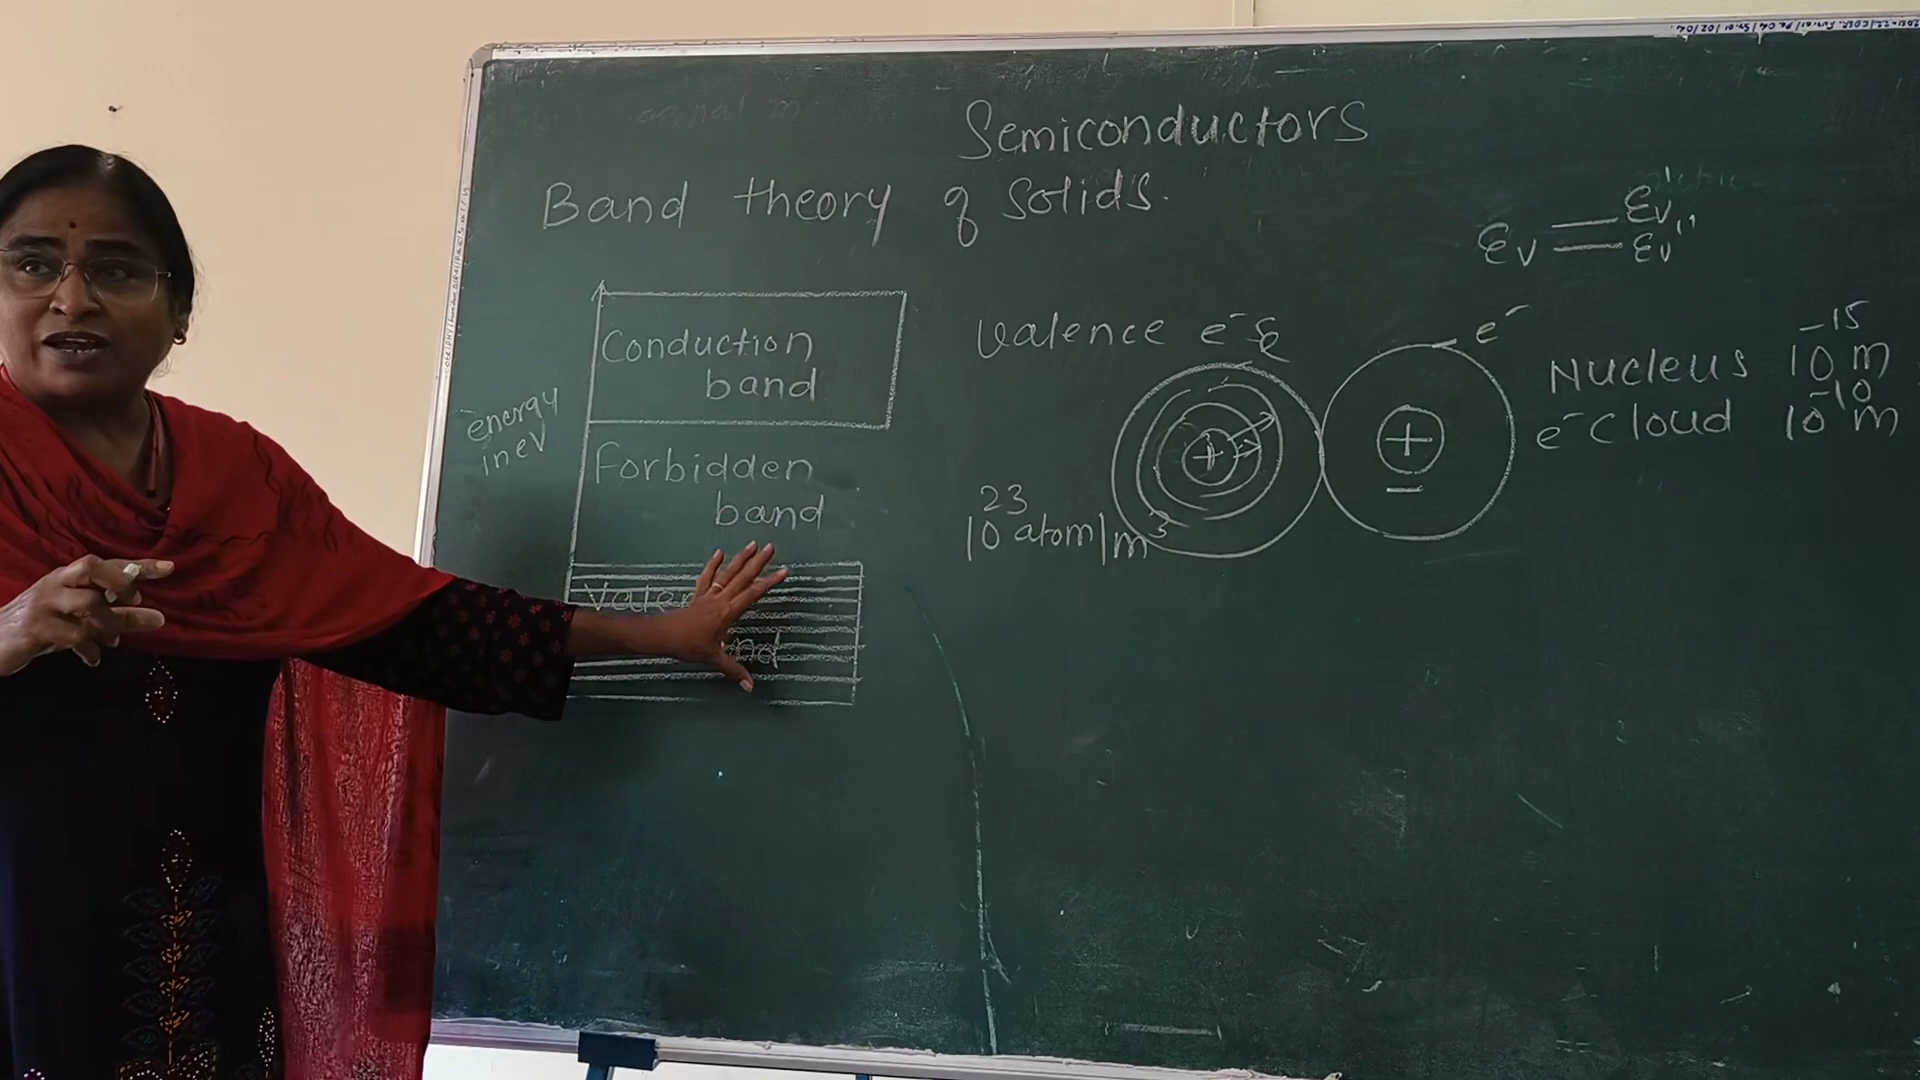 Semiconductors
Band theory of Solids.
Conduction
band
energy
in ev
Forbidden
band
band
Valence e⁻s
10²³ atom/m³
e⁻
εv
εv'
εv''
Nucleus 10⁻¹⁵ m
e⁻ Cloud 10⁻¹⁰ m